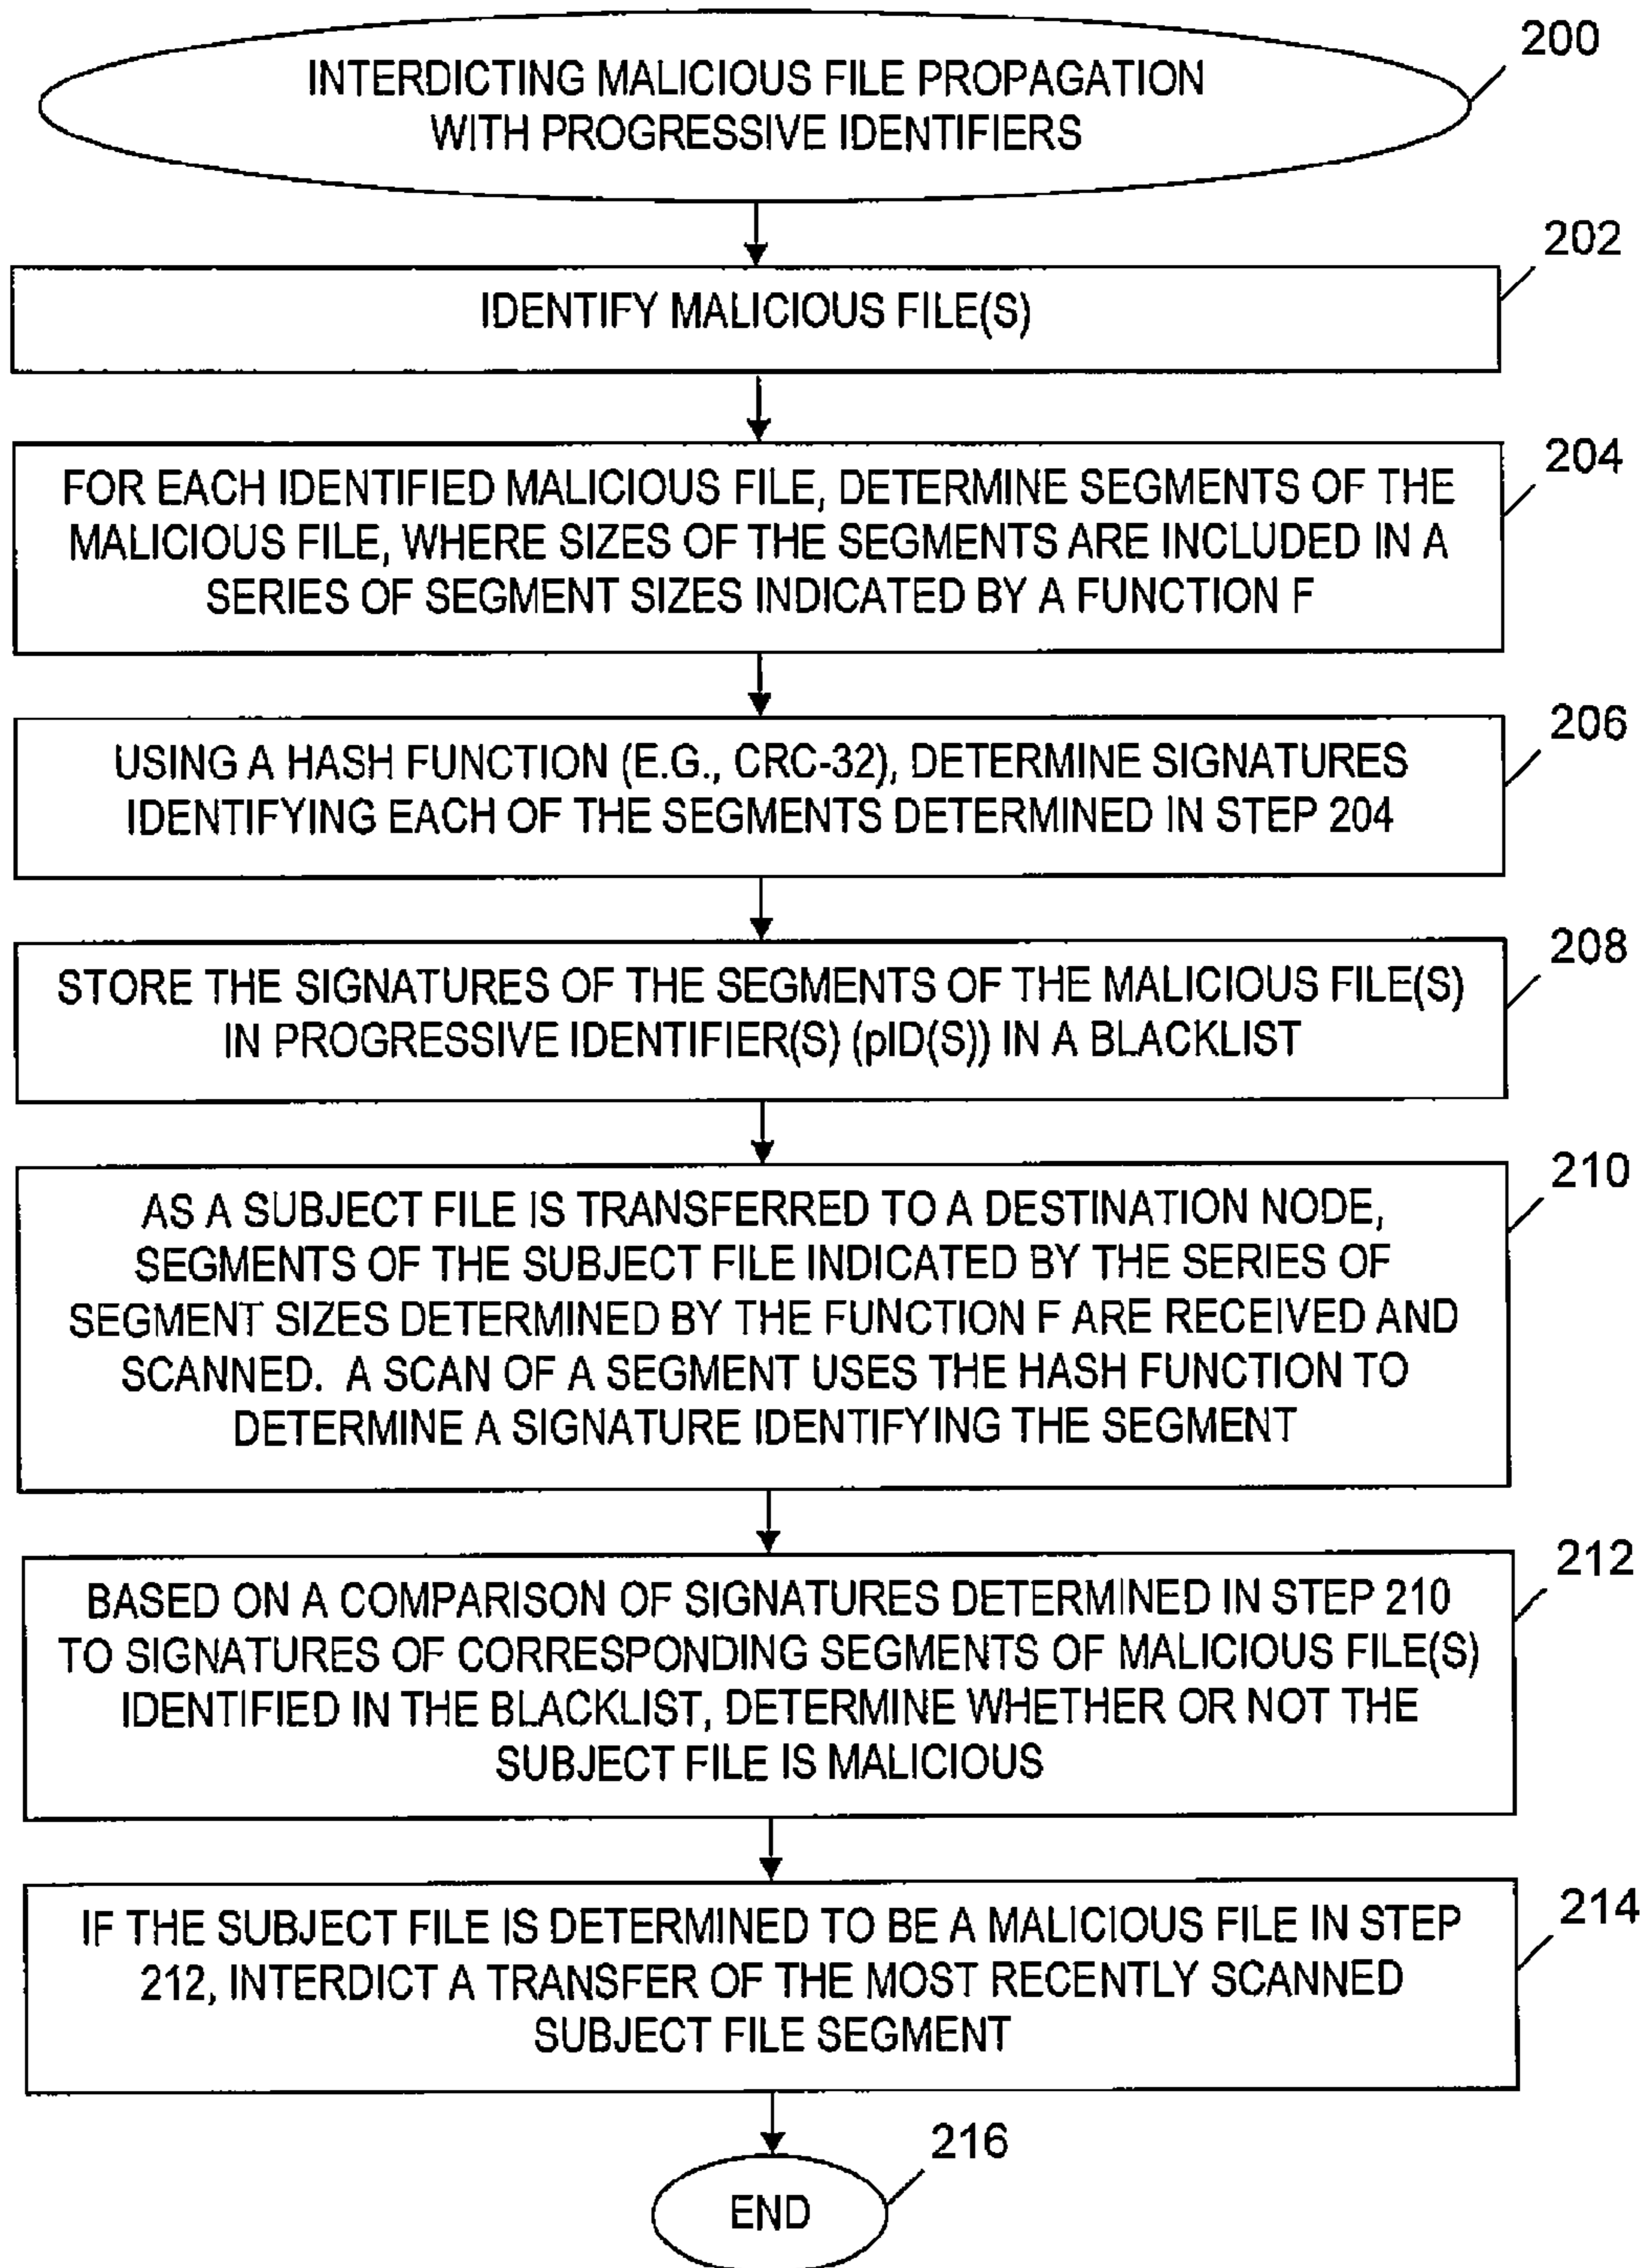 200
INTERDICTING MALICIOUS FILE PROPAGATION
WITH PROGRESSIVE IDENTIFIERS
202
IDENTIFY MALICIOUS FILE(S)
204
FOR EACH IDENTIFIED MALICIOUS FILE, DETERMINE SEGMENTS OF THE
MALICIOUS FILE, WHERE SIZES OF THE SEGMENTS ARE INCLUDED IN A
SERIES OF SEGMENT SIZES INDICATED BY A FUNCTION F
206
USING A HASH FUNCTION (E.G., CRC-32), DETERMINE SIGNATURES
IDENTIFYING EACH OF THE SEGMENTS DETERMINED IN STEP 204
208
STORE THE SIGNATURES OF THE SEGMENTS OF THE MALICIOUS FILE(S)
IN PROGRESSIVE IDENTIFIER(S) (pID(S)) IN A BLACKLIST
210
AS A SUBJECT FILE IS TRANSFERRED TO A DESTINATION NODE,
SEGMENTS OF THE SUBJECT FILE INDICATED BY THE SERIES OF
SEGMENT SIZES DETERMINED BY THE FUNCTION F ARE RECEIVED AND
SCANNED. A SCAN OF A SEGMENT USES THE HASH FUNCTION TO
DETERMINE A SIGNATURE IDENTIFYING THE SEGMENT
212
BASED ON A COMPARISON OF SIGNATURES DETERMINED IN STEP 210
TO SIGNATURES OF CORRESPONDING SEGMENTS OF MALICIOUS FILE(S)
IDENTIFIED IN THE BLACKLIST, DETERMINE WHETHER OR NOT THE
SUBJECT FILE IS MALICIOUS
214
IF THE SUBJECT FILE IS DETERMINED TO BE A MALICIOUS FILE IN STEP
212, INTERDICT A TRANSFER OF THE MOST RECENTLY SCANNED
SUBJECT FILE SEGMENT
216
END